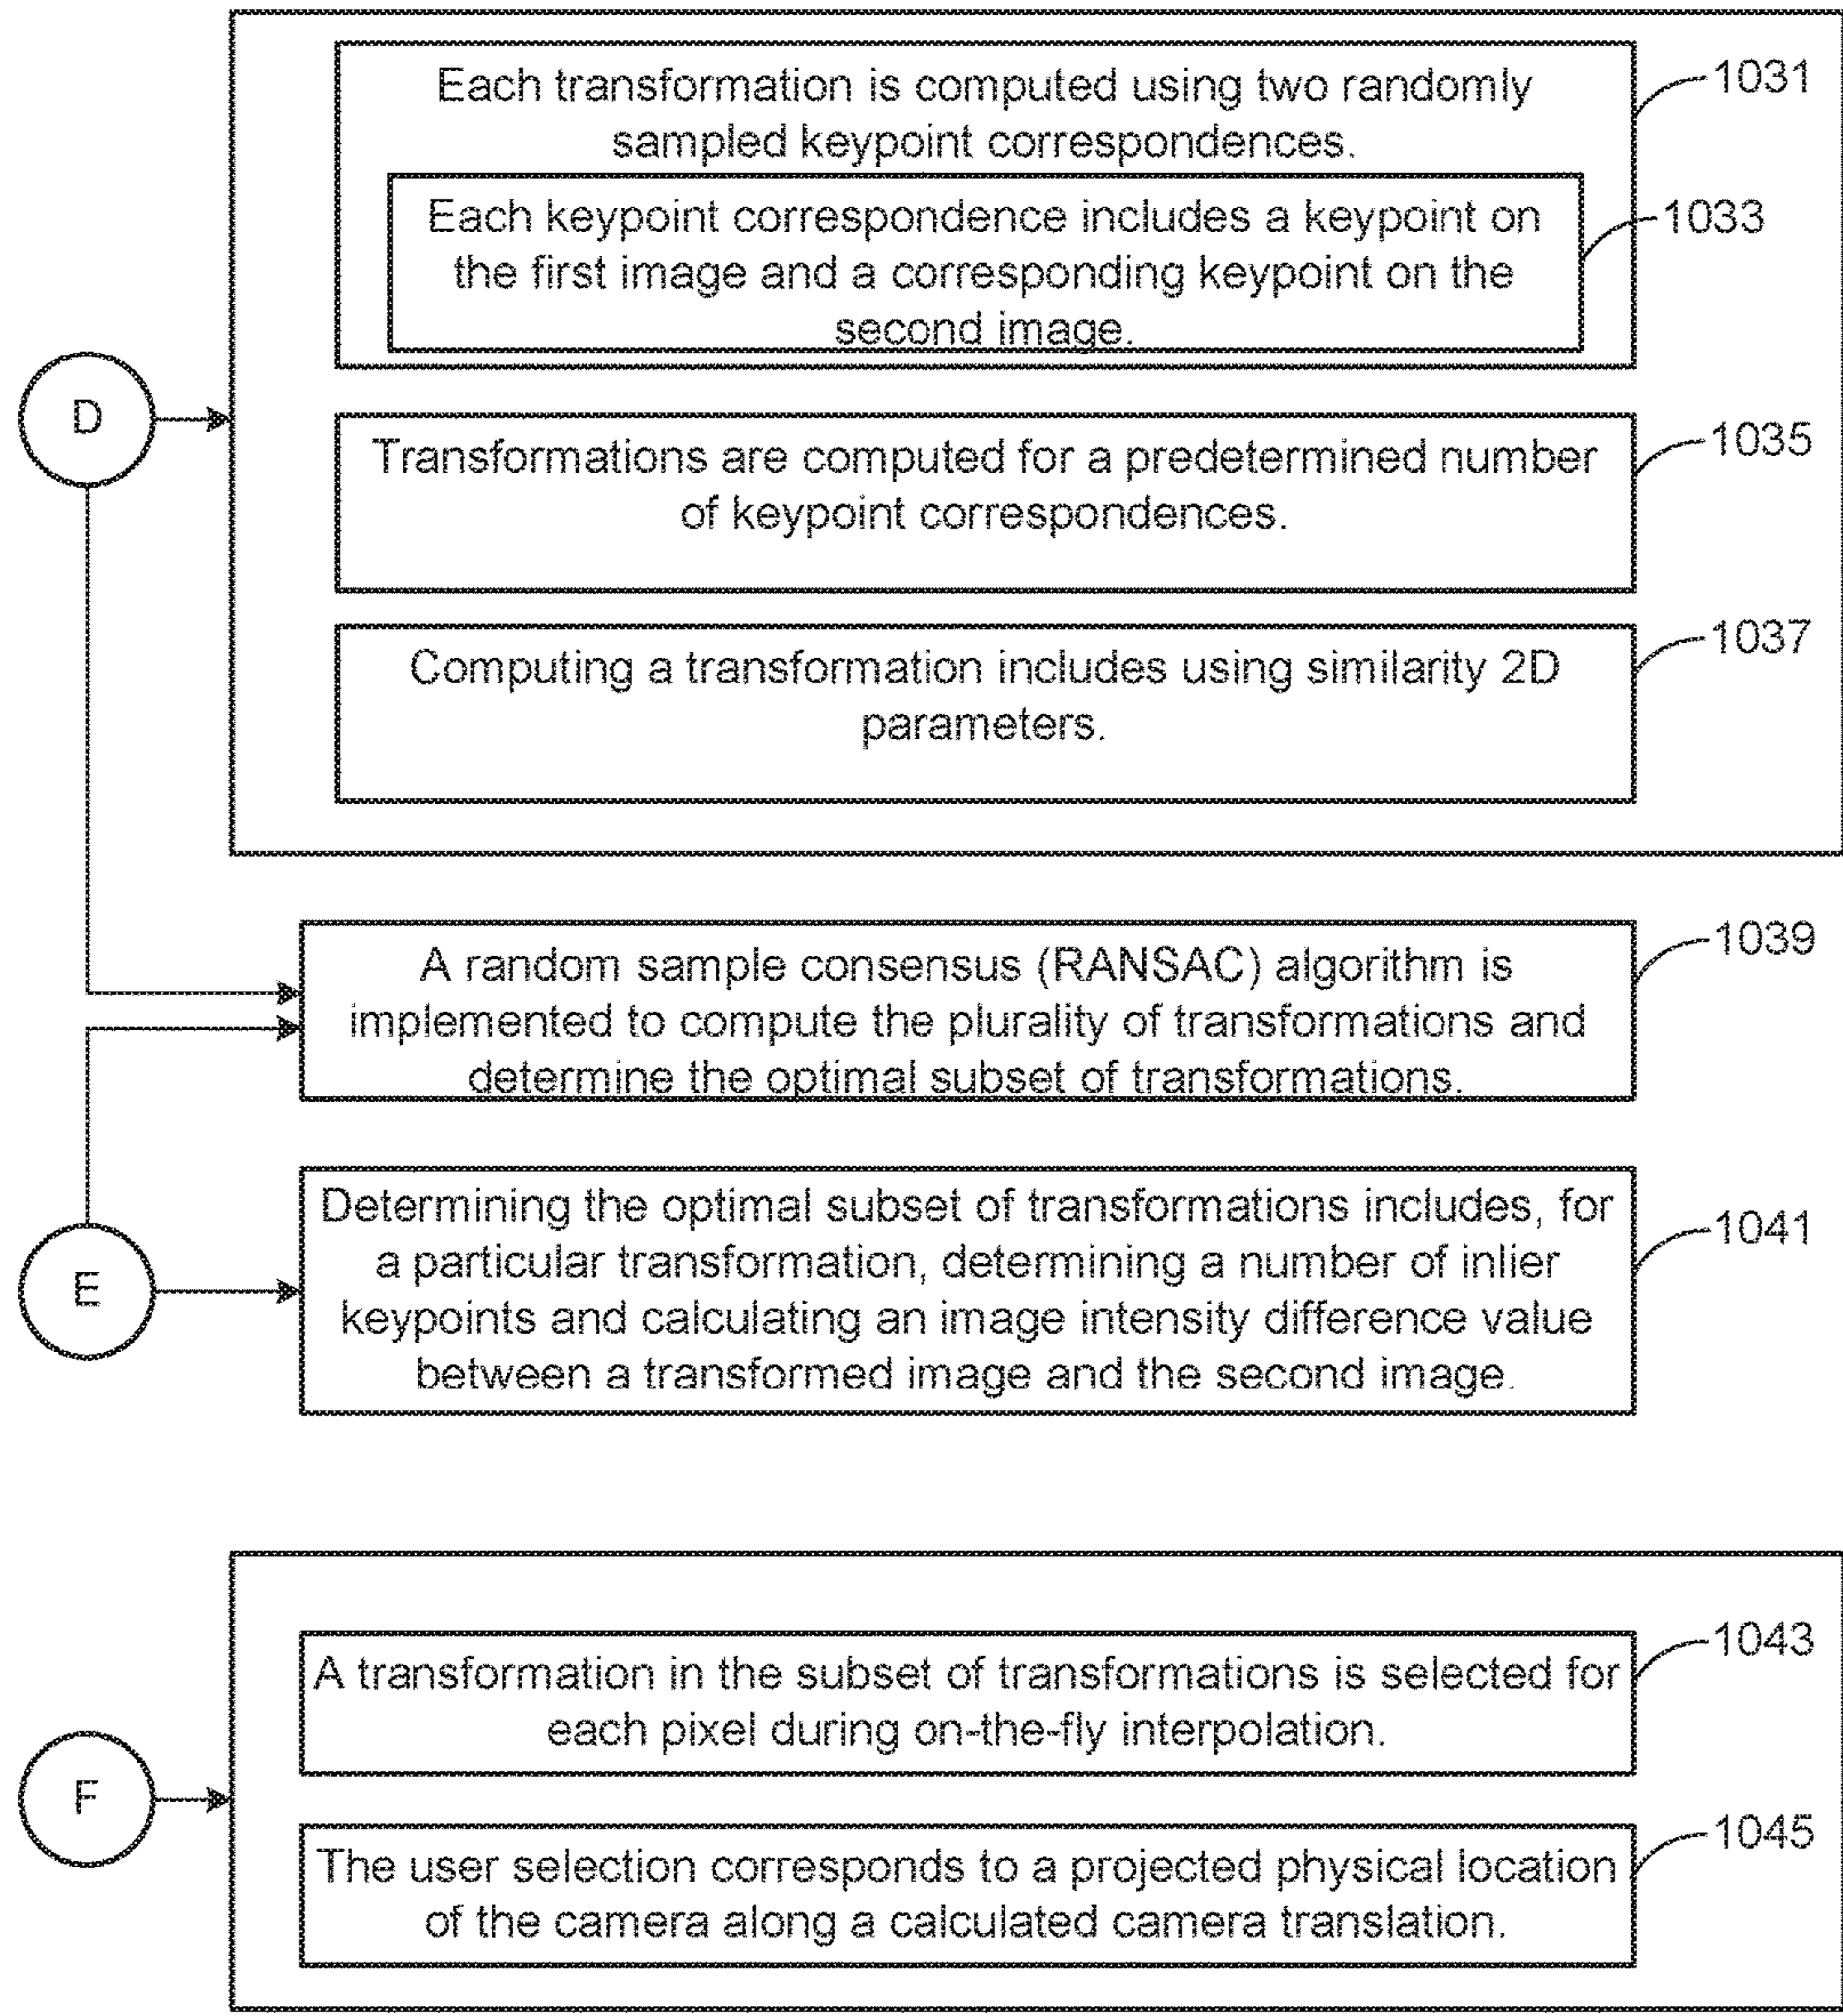 Each transformation is computed using two randomly
sampled keypoint correspondences.
1031
Each keypoint correspondence includes a keypoint on
the first image and a corresponding keypoint on the
second image.
1033
D
Transformations are computed for a predetermined number
of keypoint correspondences.
1035
Computing a transformation includes using similarity 2D
parameters.
1037
A random sample consensus (RANSAC) algorithm is
implemented to compute the plurality of transformations and
determine the optimal subset of transformations.
1039
Determining the optimal subset of transformations includes, for
a particular transformation, determining a number of inlier
keypoints and calculating an image intensity difference value
between a transformed image and the second image.
1041
E
A transformation in the subset of transformations is selected for
each pixel during on-the-fly interpolation.
1043
F
The user selection corresponds to a projected physical location
of the camera along a calculated camera translation.
1045